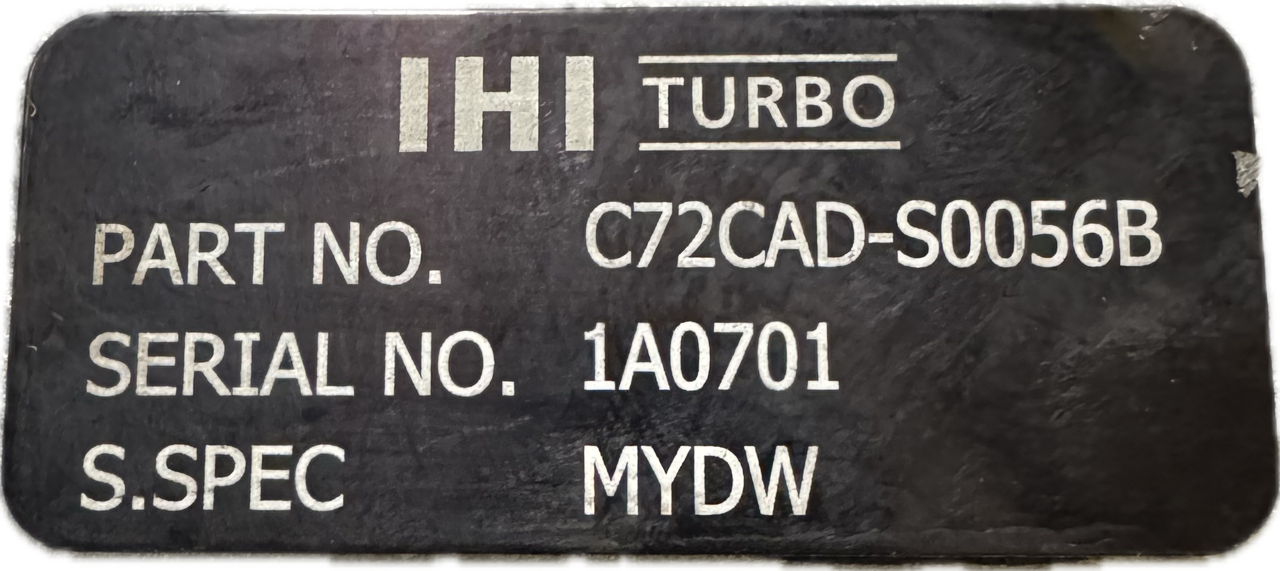 IHI TURBO
PART NO. C72CAD-S0056B
SERIAL NO. 1A0701
S.SPEC MYDW